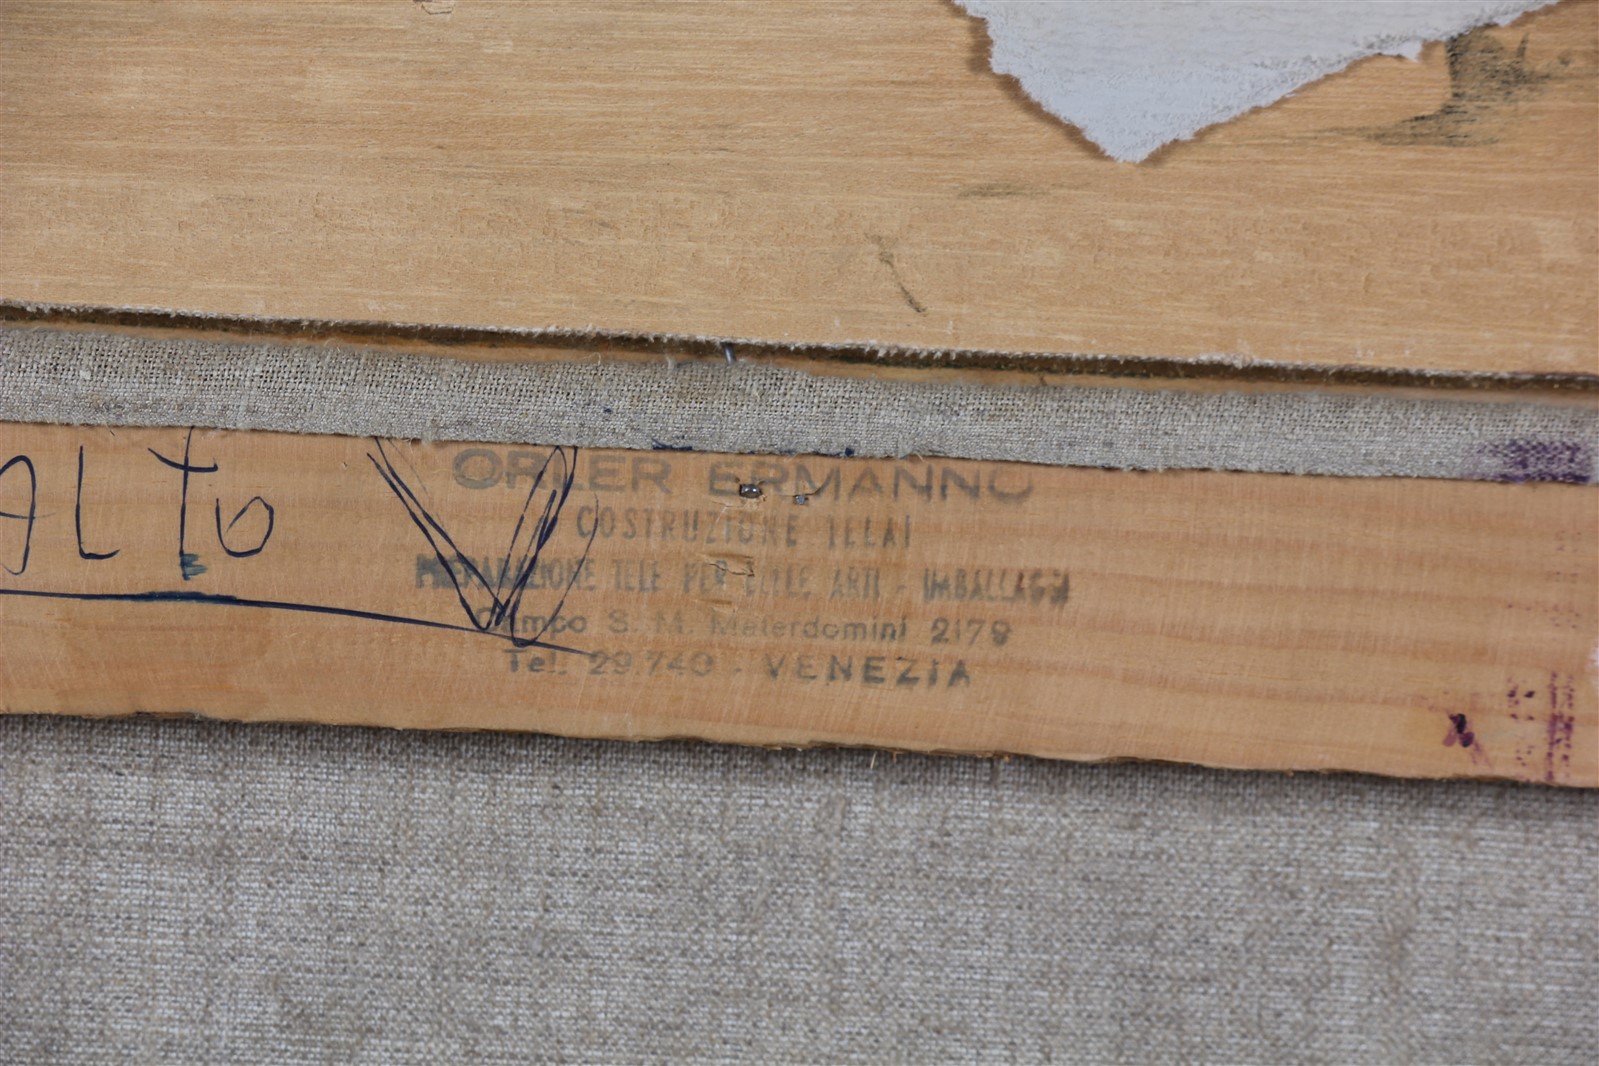 ALTO
ORLER ERMANNO
COSTRUZIONE TELAI
PREPARAZIONE TELE PER BELLE ARTI - IMBALLAGGI
Campo S. M. Materdomini 2179
Tel. 29.740 - VENEZIA